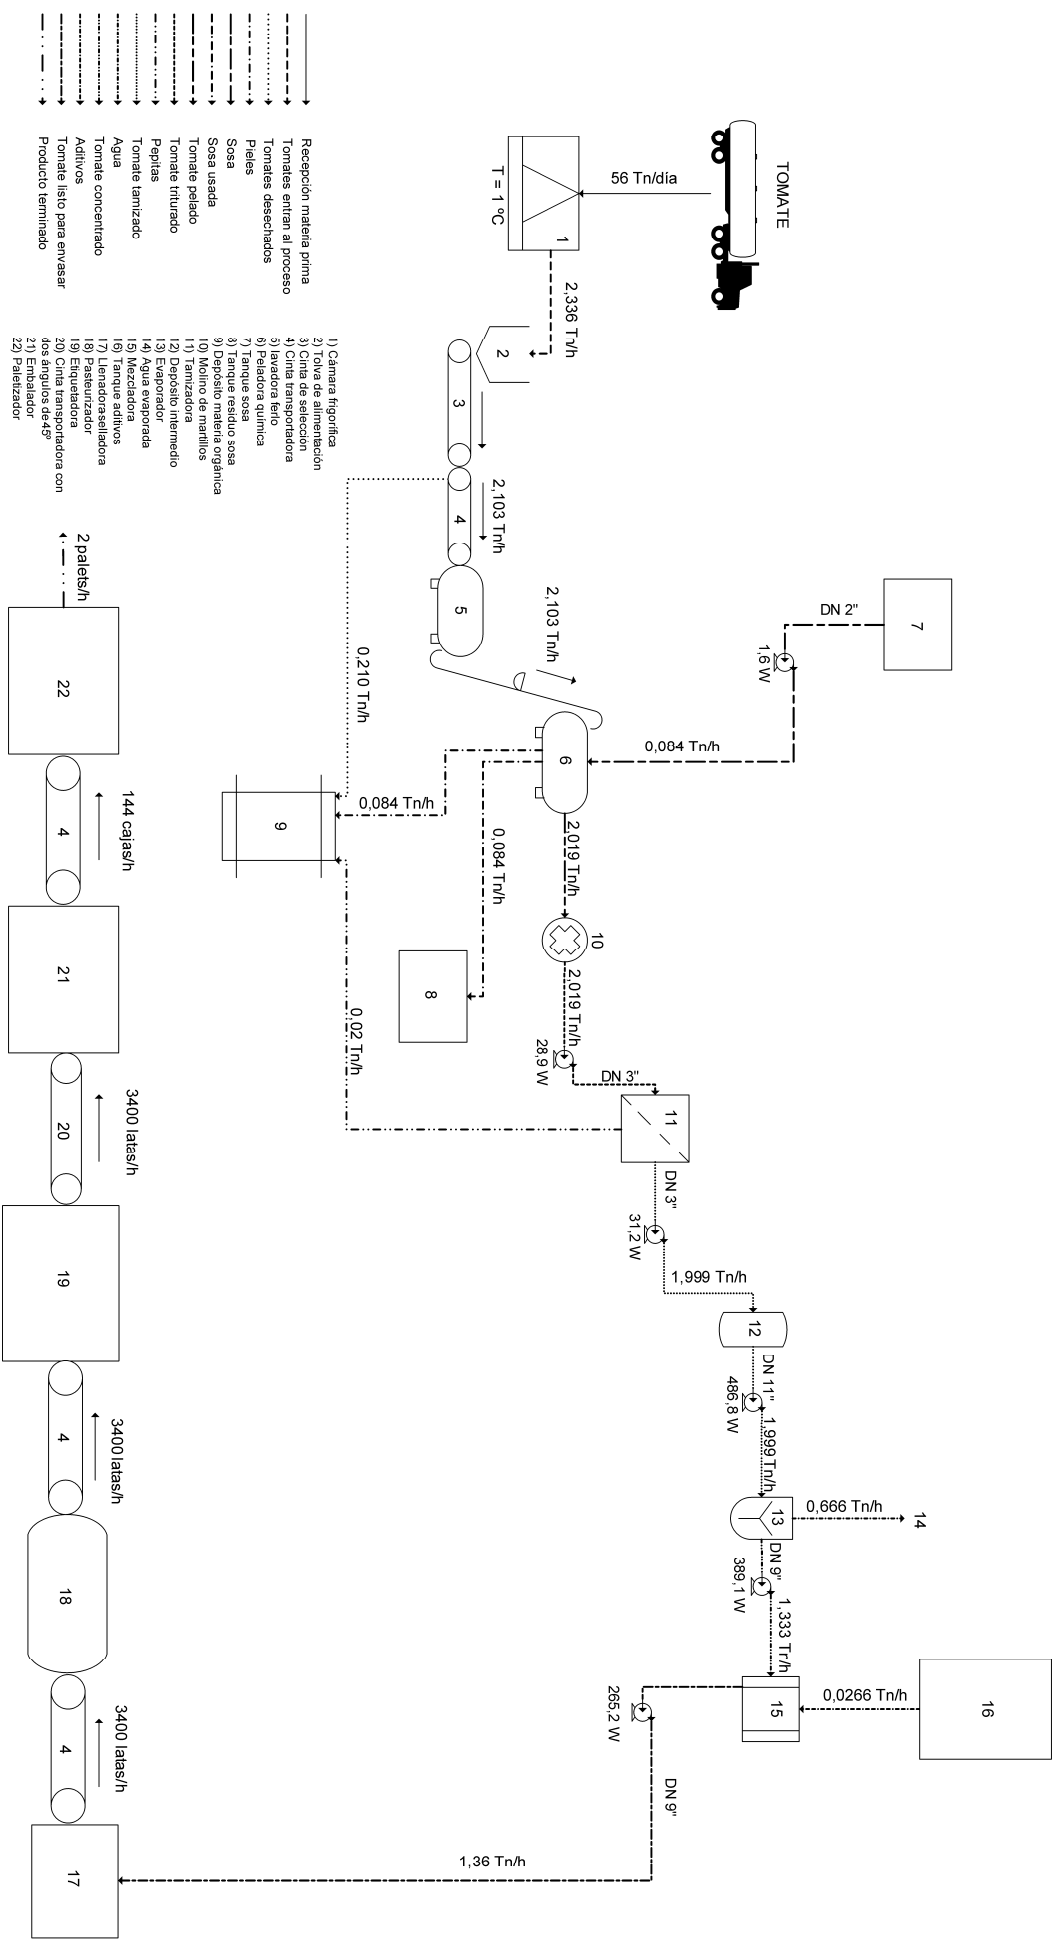 TOMATE
56 Tn/día
1
T = 1 ºC
2,336 Tn/h
2
3
2,103 Tn/h
4
0,210 Tn/h
5
2,103 Tn/h
7
DN 2"
1,6 W
0,084 Tn/h
6
0,084 Tn/h
0,084 Tn/h
9
8
2,019 Tn/h
10
2,019 Tn/h
28,9 W
DN 3"
11
0,02 Tn/h
DN 3"
31,2 W
1,999 Tn/h
12
DN 11"
486,8 W
1,999Tn/h
13
0,666 Tn/h
14
DN 9"
389,1 W
1,333 Tn/h
15
0,0266 Tn/h
16
265,2 W
DN 9"
1,36 Tn/h
17
3400 latas/h
4
18
3400latas/h
4
19
3400 latas/h
20
21
144 cajas/h
4
22
2palets/h
Recepción materia prima
Tomates entran al proceso
Tomates desechados
Pieles
Sosa
Sosa usada
Tomate pelado
Tomate triturado
Pepitas
Tomate tamizado
Agua
Tomate concentrado
Aditivos
Tomate listo para envasar
Producto terminado
1) Cámara frigorífica
2) Tolva de alimentación
3) Cinta de selección
4) Cinta transportadora
5) lavadora ferlo
6) Peladora química
7) Tanque sosa
8) Tanque residuo sosa
9) Depósito materia orgánica
10) Molino de martillos
11) Tamizadora
12) Depósito intermedio
13) Evaporador
14) Agua evaporada
15) Mezcladora
16) Tanque aditivos
17) Llenadoraselladora
18) Pasteurizador
19) Etiquetadora
20) Cinta transportadora con
dos ángulos de 45º
21) Embalador
22) Paletizador